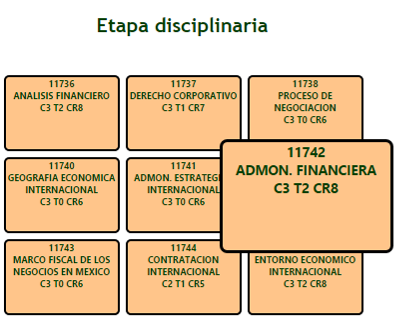 Etapa disciplinaria
11736
ANALISIS FINANCIERO
C3 T2 CR8
11737
DERECHO CORPORATIVO
C3 T1 CR7
11738
PROCESO DE
NEGOCIACION
C3 T0 CR6
11740
GEOGRAFIA ECONOMICA
INTERNACIONAL
C3 T0 CR6
11741
ADMON. ESTRATEG
INTERNACIONAL
C3 T0 CR6
11742
ADMON. FINANCIERA
C3 T2 CR8
11743
MARCO FISCAL DE LOS
NEGOCIOS EN MEXICO
C3 T0 CR6
11744
CONTRATACION
INTERNACIONAL
C2 T1 CR5
ENTORNO ECONOMICO
INTERNACIONAL
C3 T2 CR8